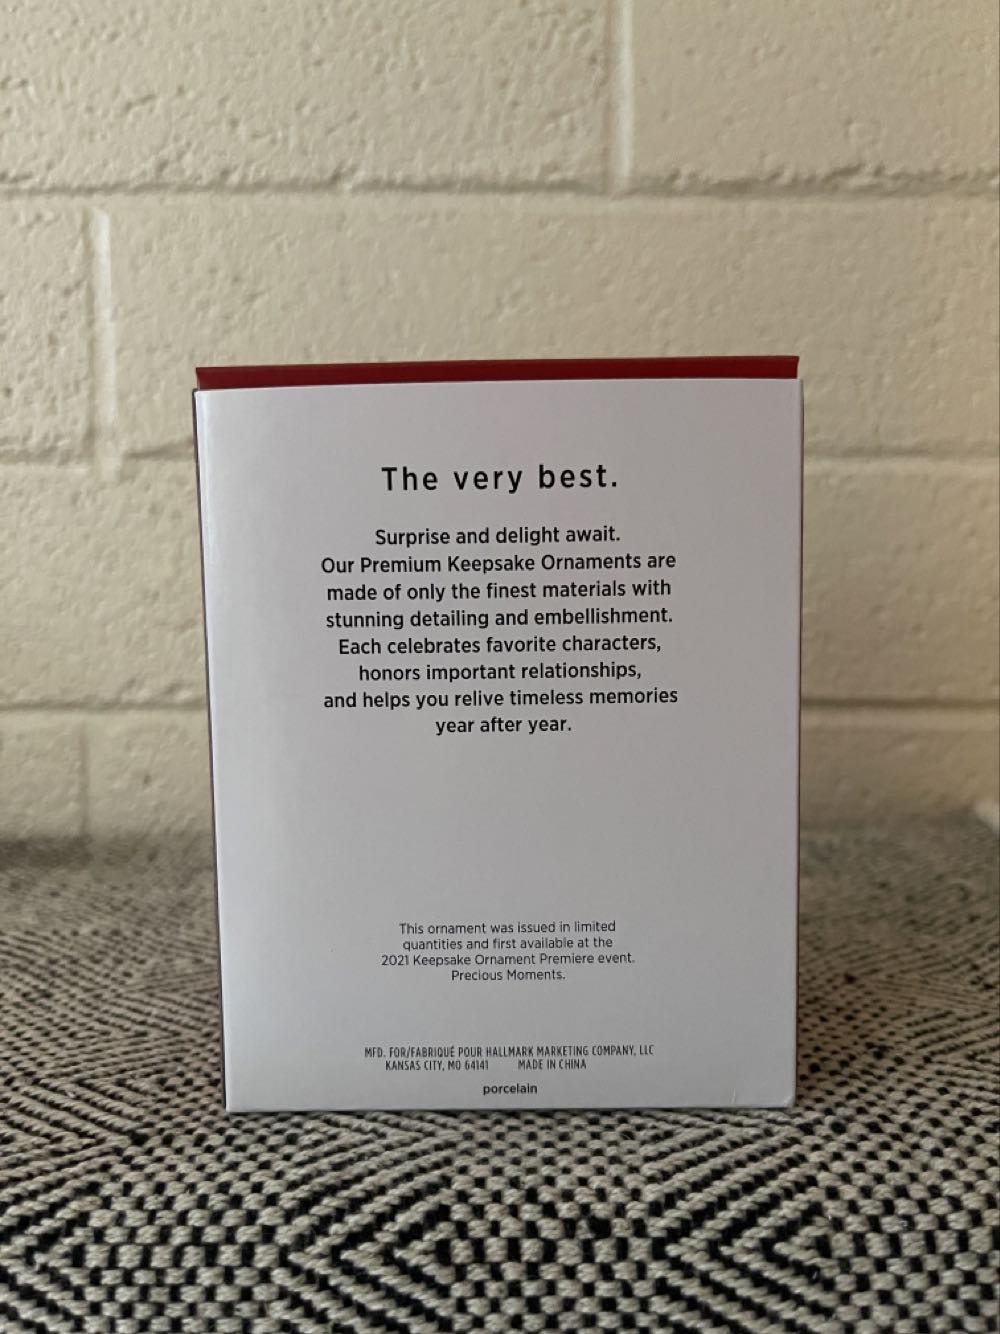 The very best.
Surprise and delight await.
Our Premium Keepsake Ornaments are
made of only the finest materials with
stunning detailing and embellishment.
Each celebrates favorite characters,
honors important relationships,
and helps you relive timeless memories
year after year.
This ornament was issued in limited
quantities and first available at the
2021 Keepsake Ornament Premiere event.
Precious Moments.
MFD. FOR/FABRIQUÉ POUR HALLMARK MARKETING COMPANY, LLC
KANSAS CITY, MO 64141 MADE IN CHINA
porcelain